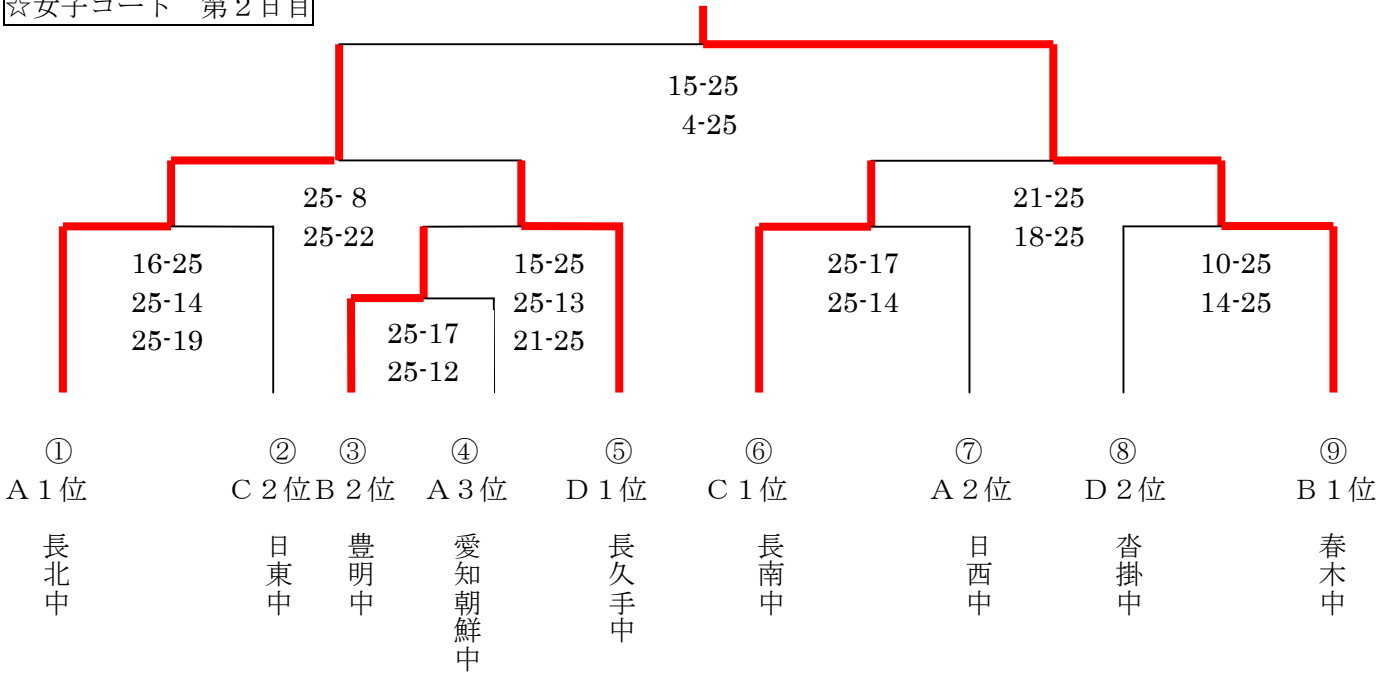 ☆女子コート 第２日目
15-25
4-25
25- 8
25-22
21-25
18-25
16-25
25-14
25-19
15-25
25-13
21-25
25-17
25-14
10-25
14-25
25-17
25-12
① ② ③ ④ ⑤ ⑥ ⑦ ⑧ ⑨
Ａ１位 Ｃ２位 Ｂ２位 Ａ３位 Ｄ１位 Ｃ１位 Ａ２位 Ｄ２位 Ｂ１位
長北中
日東中
豊明中
愛知朝鮮中
長久手中
長南中
日西中
沓掛中
春木中